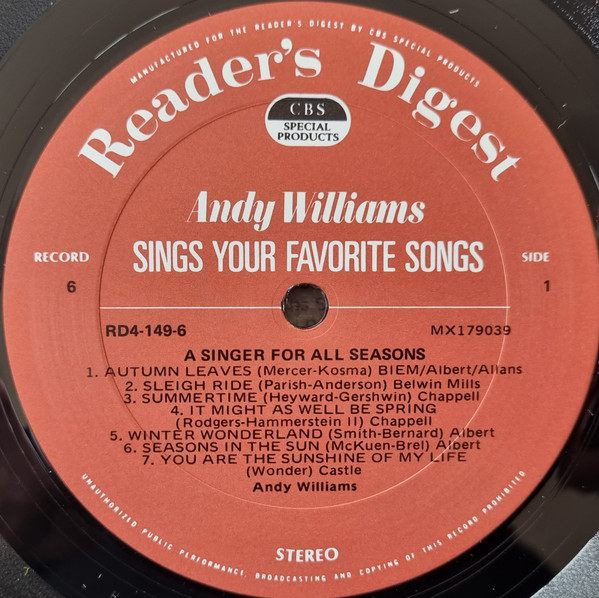 MANUFACTURED FOR THE READER'S DIGEST BY CBS SPECIAL PRODUCTS
Reader's Digest
CBS
SPECIAL
PRODUCTS
Andy Williams
SINGS YOUR FAVORITE SONGS
RECORD
6
SIDE
1
RD4-149-6
MX179039
A SINGER FOR ALL SEASONS
1. AUTUMN LEAVES (Mercer-Kosma) BIEM/Albert/Allans
2. SLEIGH RIDE (Parish-Anderson) Belwin Mills
3. SUMMERTIME (Heyward-Gershwin) Chappell
4. IT MIGHT AS WELL BE SPRING
(Rodgers-Hammerstein II) Chappell
5. WINTER WONDERLAND (Smith-Bernard) Albert
6. SEASONS IN THE SUN (McKuen-Brel) Albert
7. YOU ARE THE SUNSHINE OF MY LIFE
(Wonder) Castle
Andy Williams
STEREO
UNAUTHORIZED PUBLIC PERFORMANCE, BROADCASTING AND COPYING OF THIS RECORD PROHIBITED